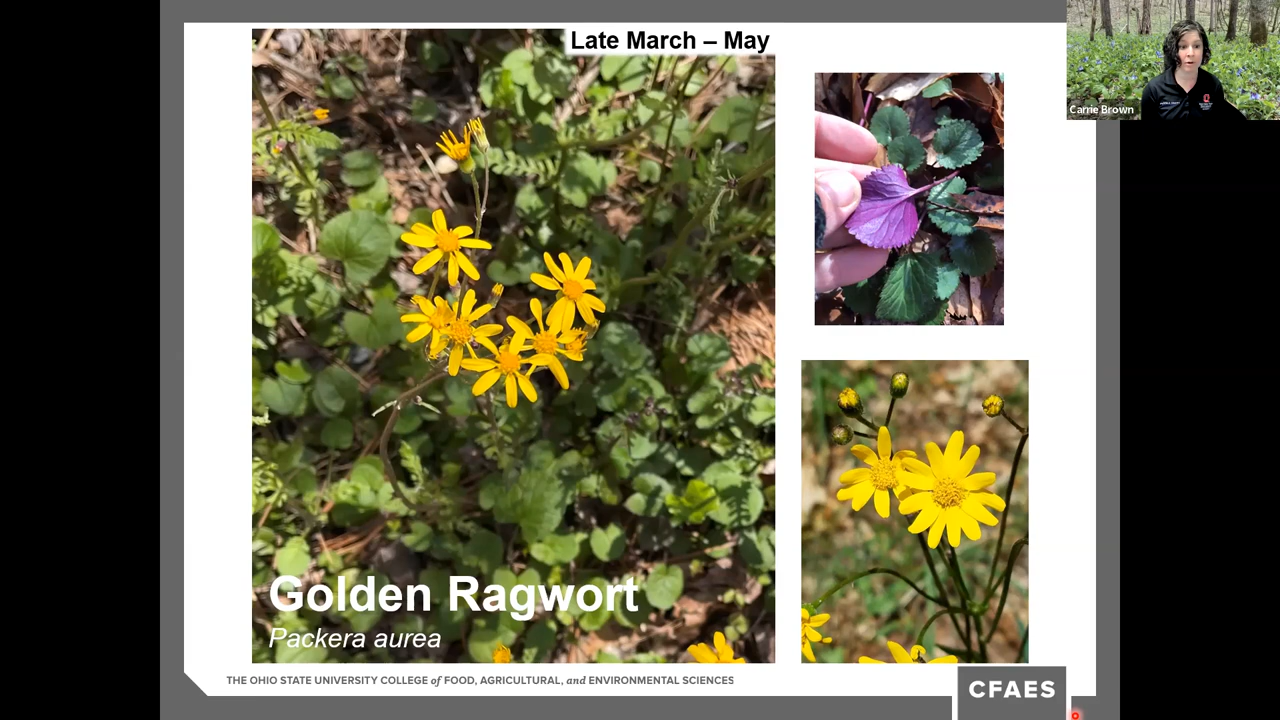 Late March – May
Carrie Brown
Golden Ragwort
Packera aurea
THE OHIO STATE UNIVERSITY COLLEGE of FOOD, AGRICULTURAL, and ENVIRONMENTAL SCIENCES
CFAES